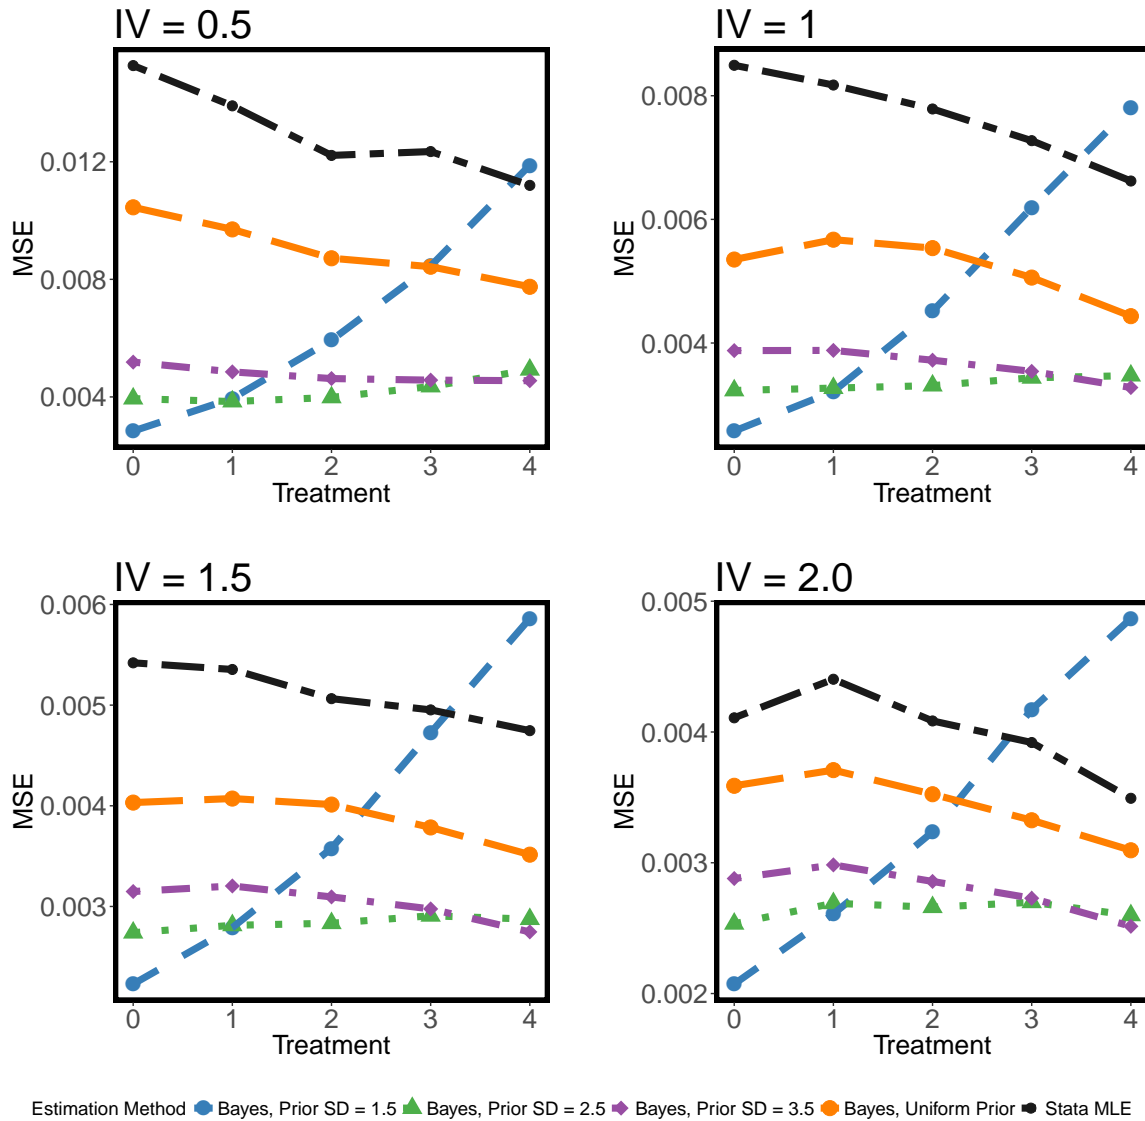 IV = 0.5
MSE
0.012
0.008
0.004
0 1 2 3 4
Treatment
IV = 1
MSE
0.008
0.006
0.004
0 1 2 3 4
Treatment
IV = 1.5
MSE
0.006
0.005
0.004
0.003
0 1 2 3 4
Treatment
IV = 2.0
MSE
0.005
0.004
0.003
0.002
0 1 2 3 4
Treatment
Estimation Method Bayes, Prior SD = 1.5 Bayes, Prior SD = 2.5 Bayes, Prior SD = 3.5 Bayes, Uniform Prior Stata MLE